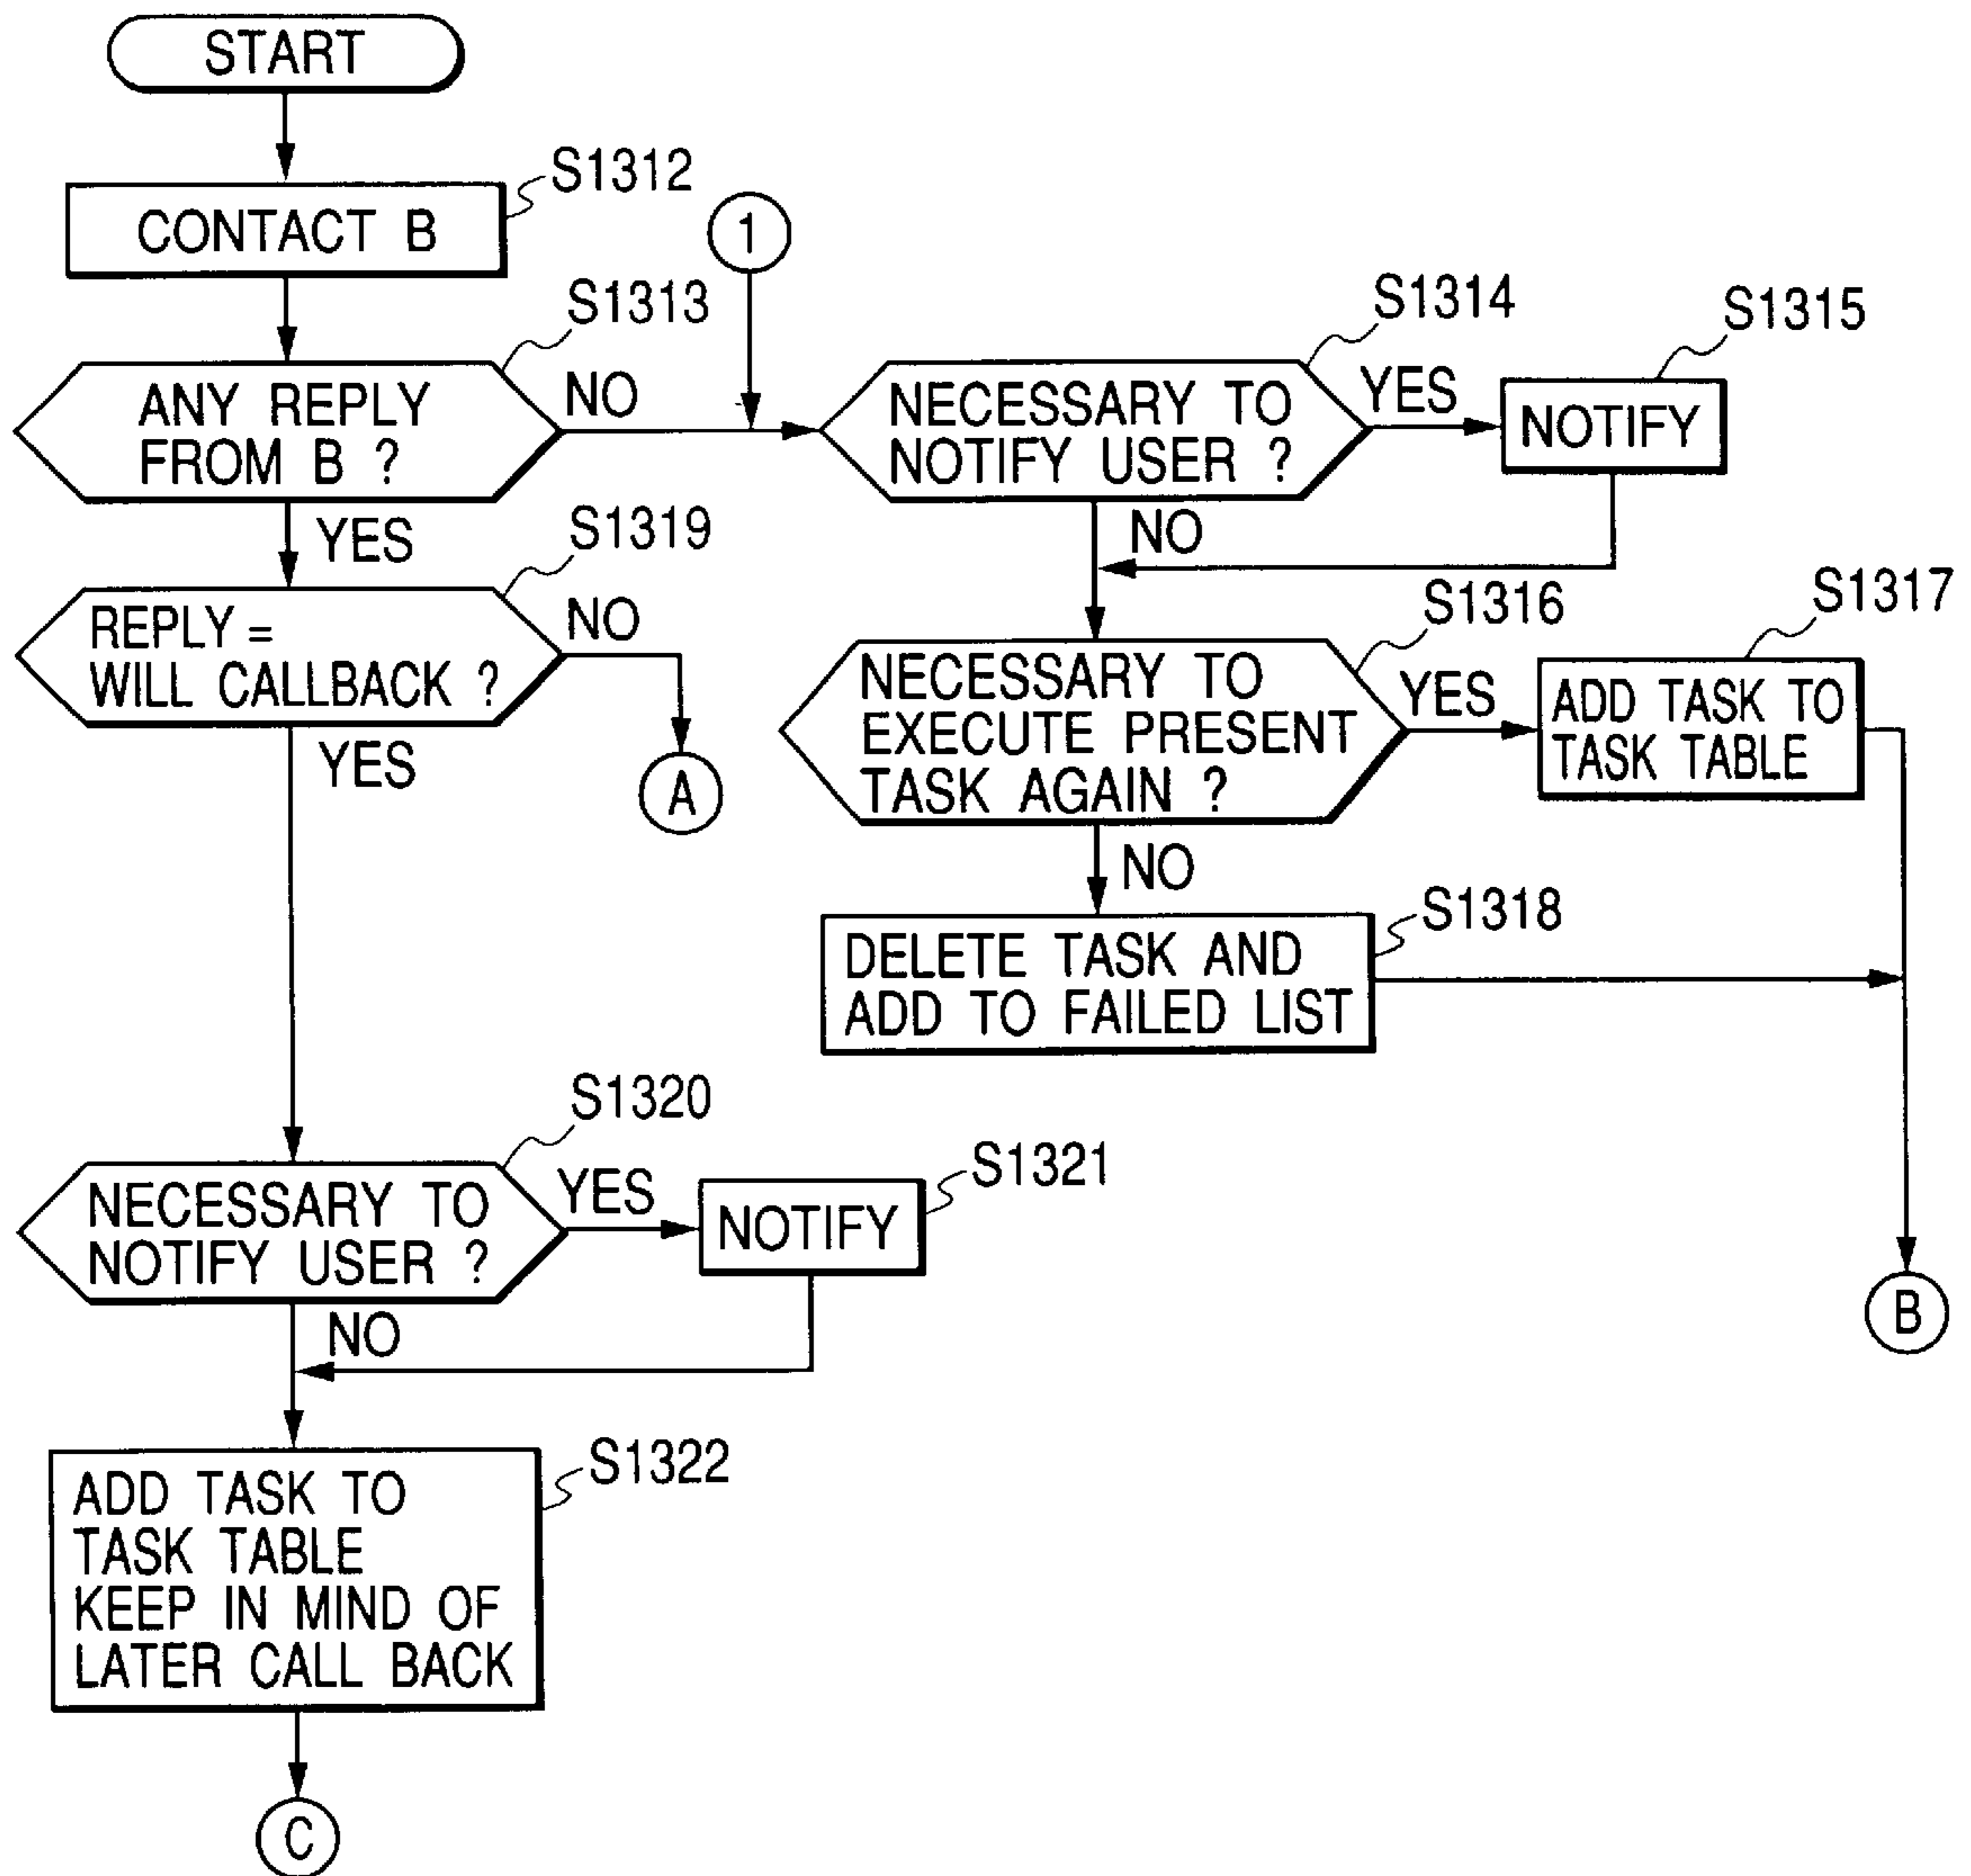 START
S1312
CONTACT B
1
S1313
ANY REPLY
FROM B ?
NO
S1314
NECESSARY TO
NOTIFY USER ?
YES
S1315
NOTIFY
NO
YES
S1319
REPLY =
WILL CALLBACK ?
NO
A
YES
S1316
NECESSARY TO
EXECUTE PRESENT
TASK AGAIN ?
YES
S1317
ADD TASK TO
TASK TABLE
NO
S1318
DELETE TASK AND
ADD TO FAILED LIST
B
S1320
NECESSARY TO
NOTIFY USER ?
YES
S1321
NOTIFY
NO
S1322
ADD TASK TO
TASK TABLE
KEEP IN MIND OF
LATER CALL BACK
C